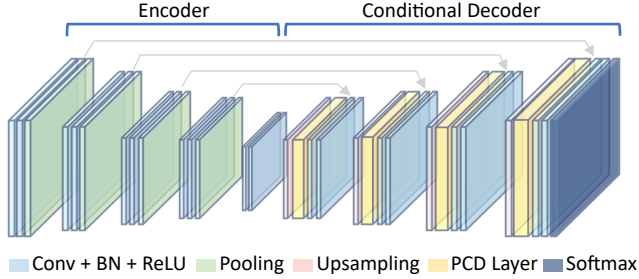 Encoder Conditional Decoder
Conv + BN + ReLU Pooling Upsampling PCD Layer Softmax